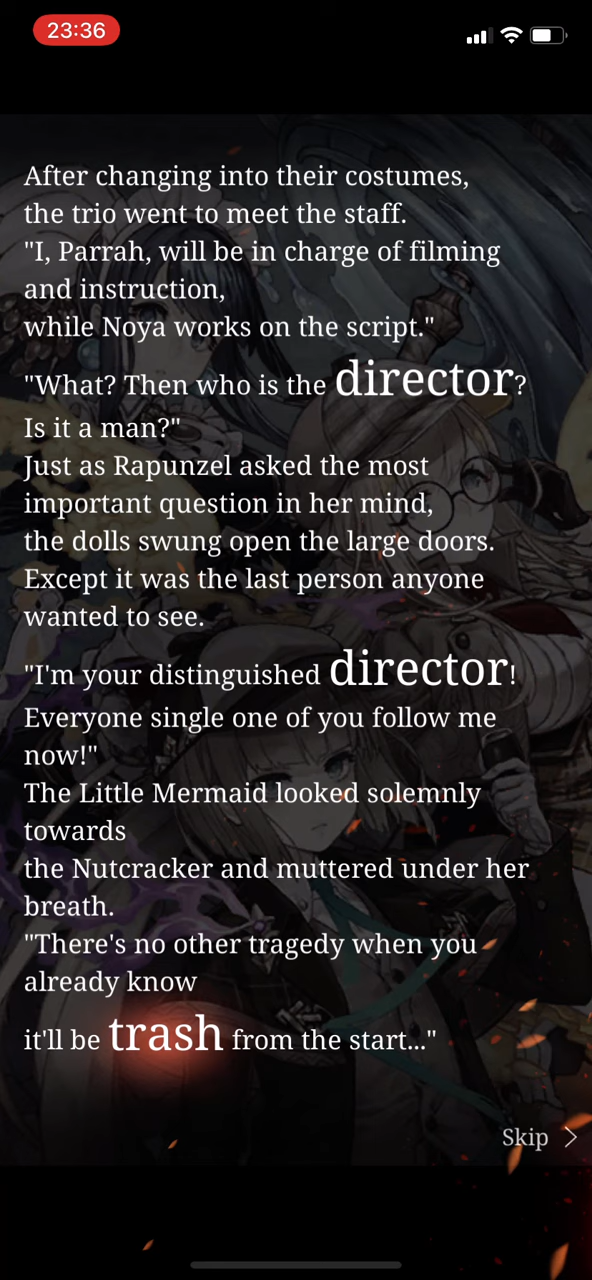 23:36
After changing into their costumes,
the trio went to meet the staff.
"I, Parrah, will be in charge of filming
and instruction,
while Noya works on the script."
"What? Then who is the director?
Is it a man?"
Just as Rapunzel asked the most
important question in her mind,
the dolls swung open the large doors.
Except it was the last person anyone
wanted to see.
"I'm your distinguished director!
Everyone single one of you follow me
now!"
The Little Mermaid looked solemnly
towards
the Nutcracker and muttered under her
breath.
"There's no other tragedy when you
already know
it'll be trash from the start..."
Skip